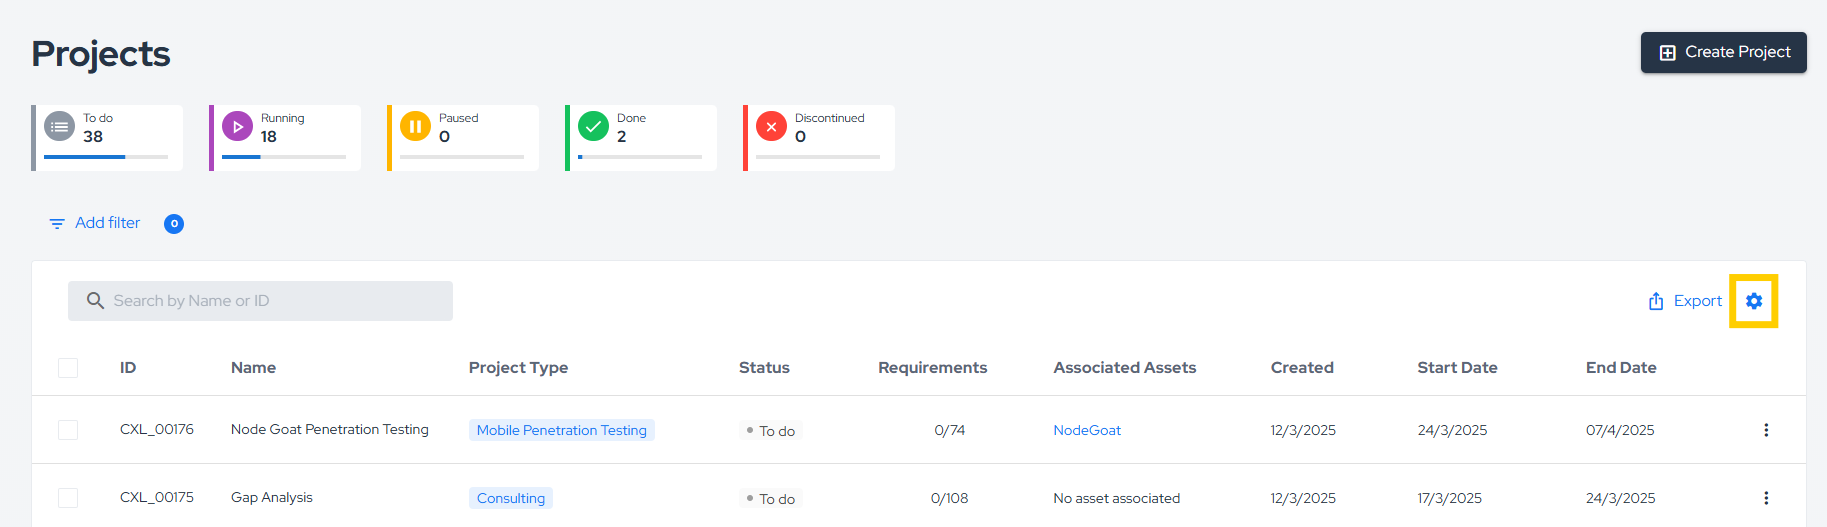 Projects
Create Project
To do
38
Running
18
Paused
0
Done
2
Discontinued
0
Add filter 0
Search by Name or ID
Export
ID Name Project Type Status Requirements Associated Assets Created Start Date End Date
CXL_00176 Node Goat Penetration Testing Mobile Penetration Testing To do 0/74 NodeGoat 12/3/2025 24/3/2025 07/4/2025
CXL_00175 Gap Analysis Consulting To do 0/108 No asset associated 12/3/2025 17/3/2025 24/3/2025